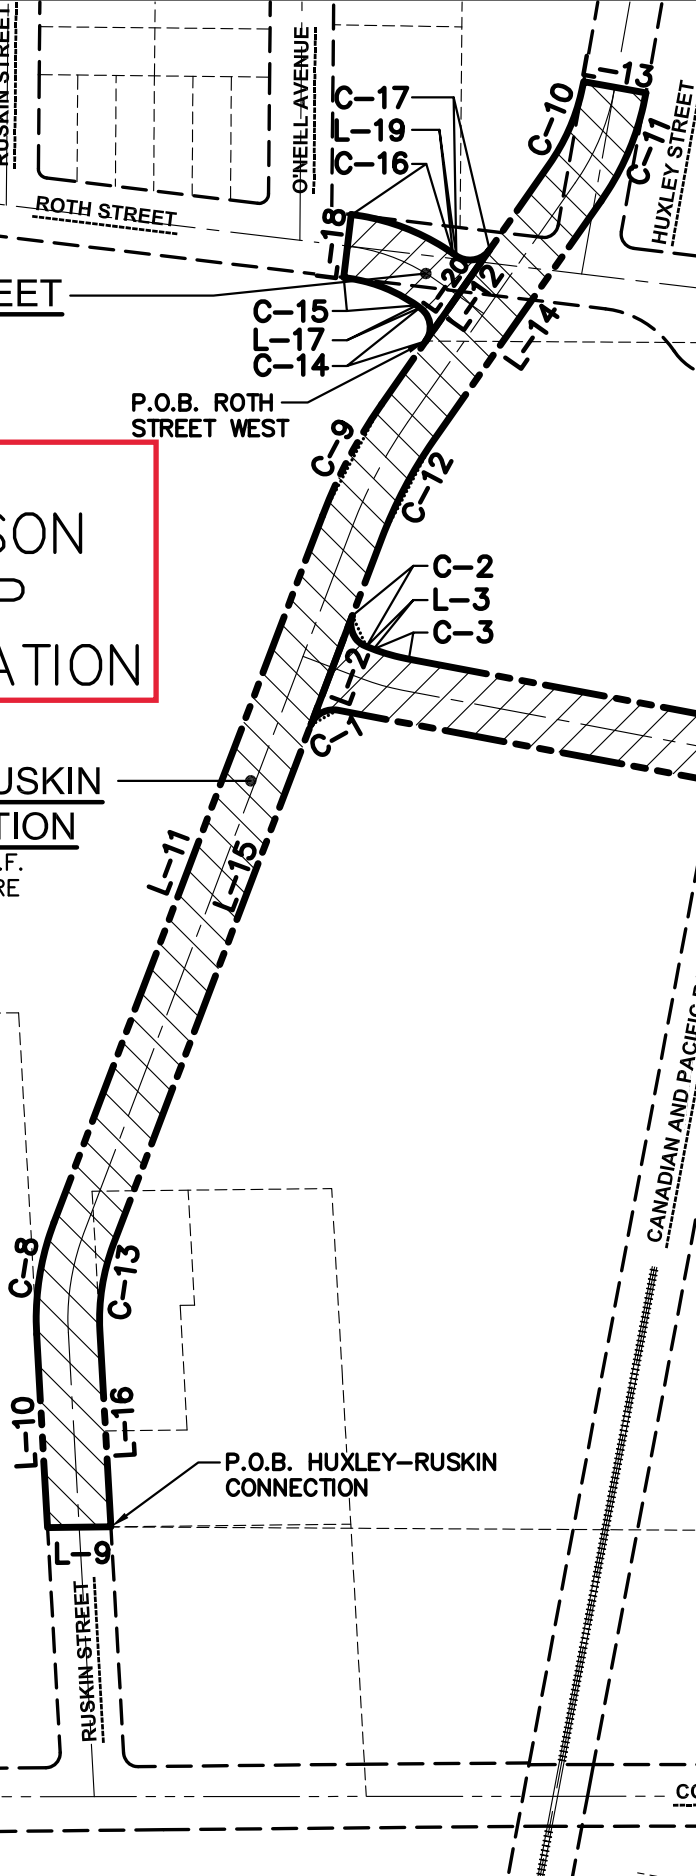 RUSKIN STREET
O'NEILL AVENUE
C-17
L-19
C-16
L-13
C-10
C-11
HUXLEY STREET
ROTH STREET
18
EET
L-20
L-12
L-14
C-15
L-17
C-14
P.O.B. ROTH
STREET WEST
C-9
C-12
SON
P
ATION
C-2
L-3
C-3
L-2
C-1
USKIN
TION
.F.
RE
L-11
L-15
CANADIAN AND PACIFIC
C-8
C-13
L-10
L-16
P.O.B. HUXLEY-RUSKIN
CONNECTION
L-9
RUSKIN STREET
CO